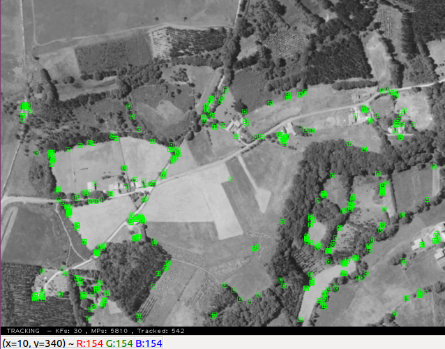 TRACKING - KFs: 30 , MPs: 5810 , Tracked: 542
(x=10, y=340) ~ R:154 G:154 B:154